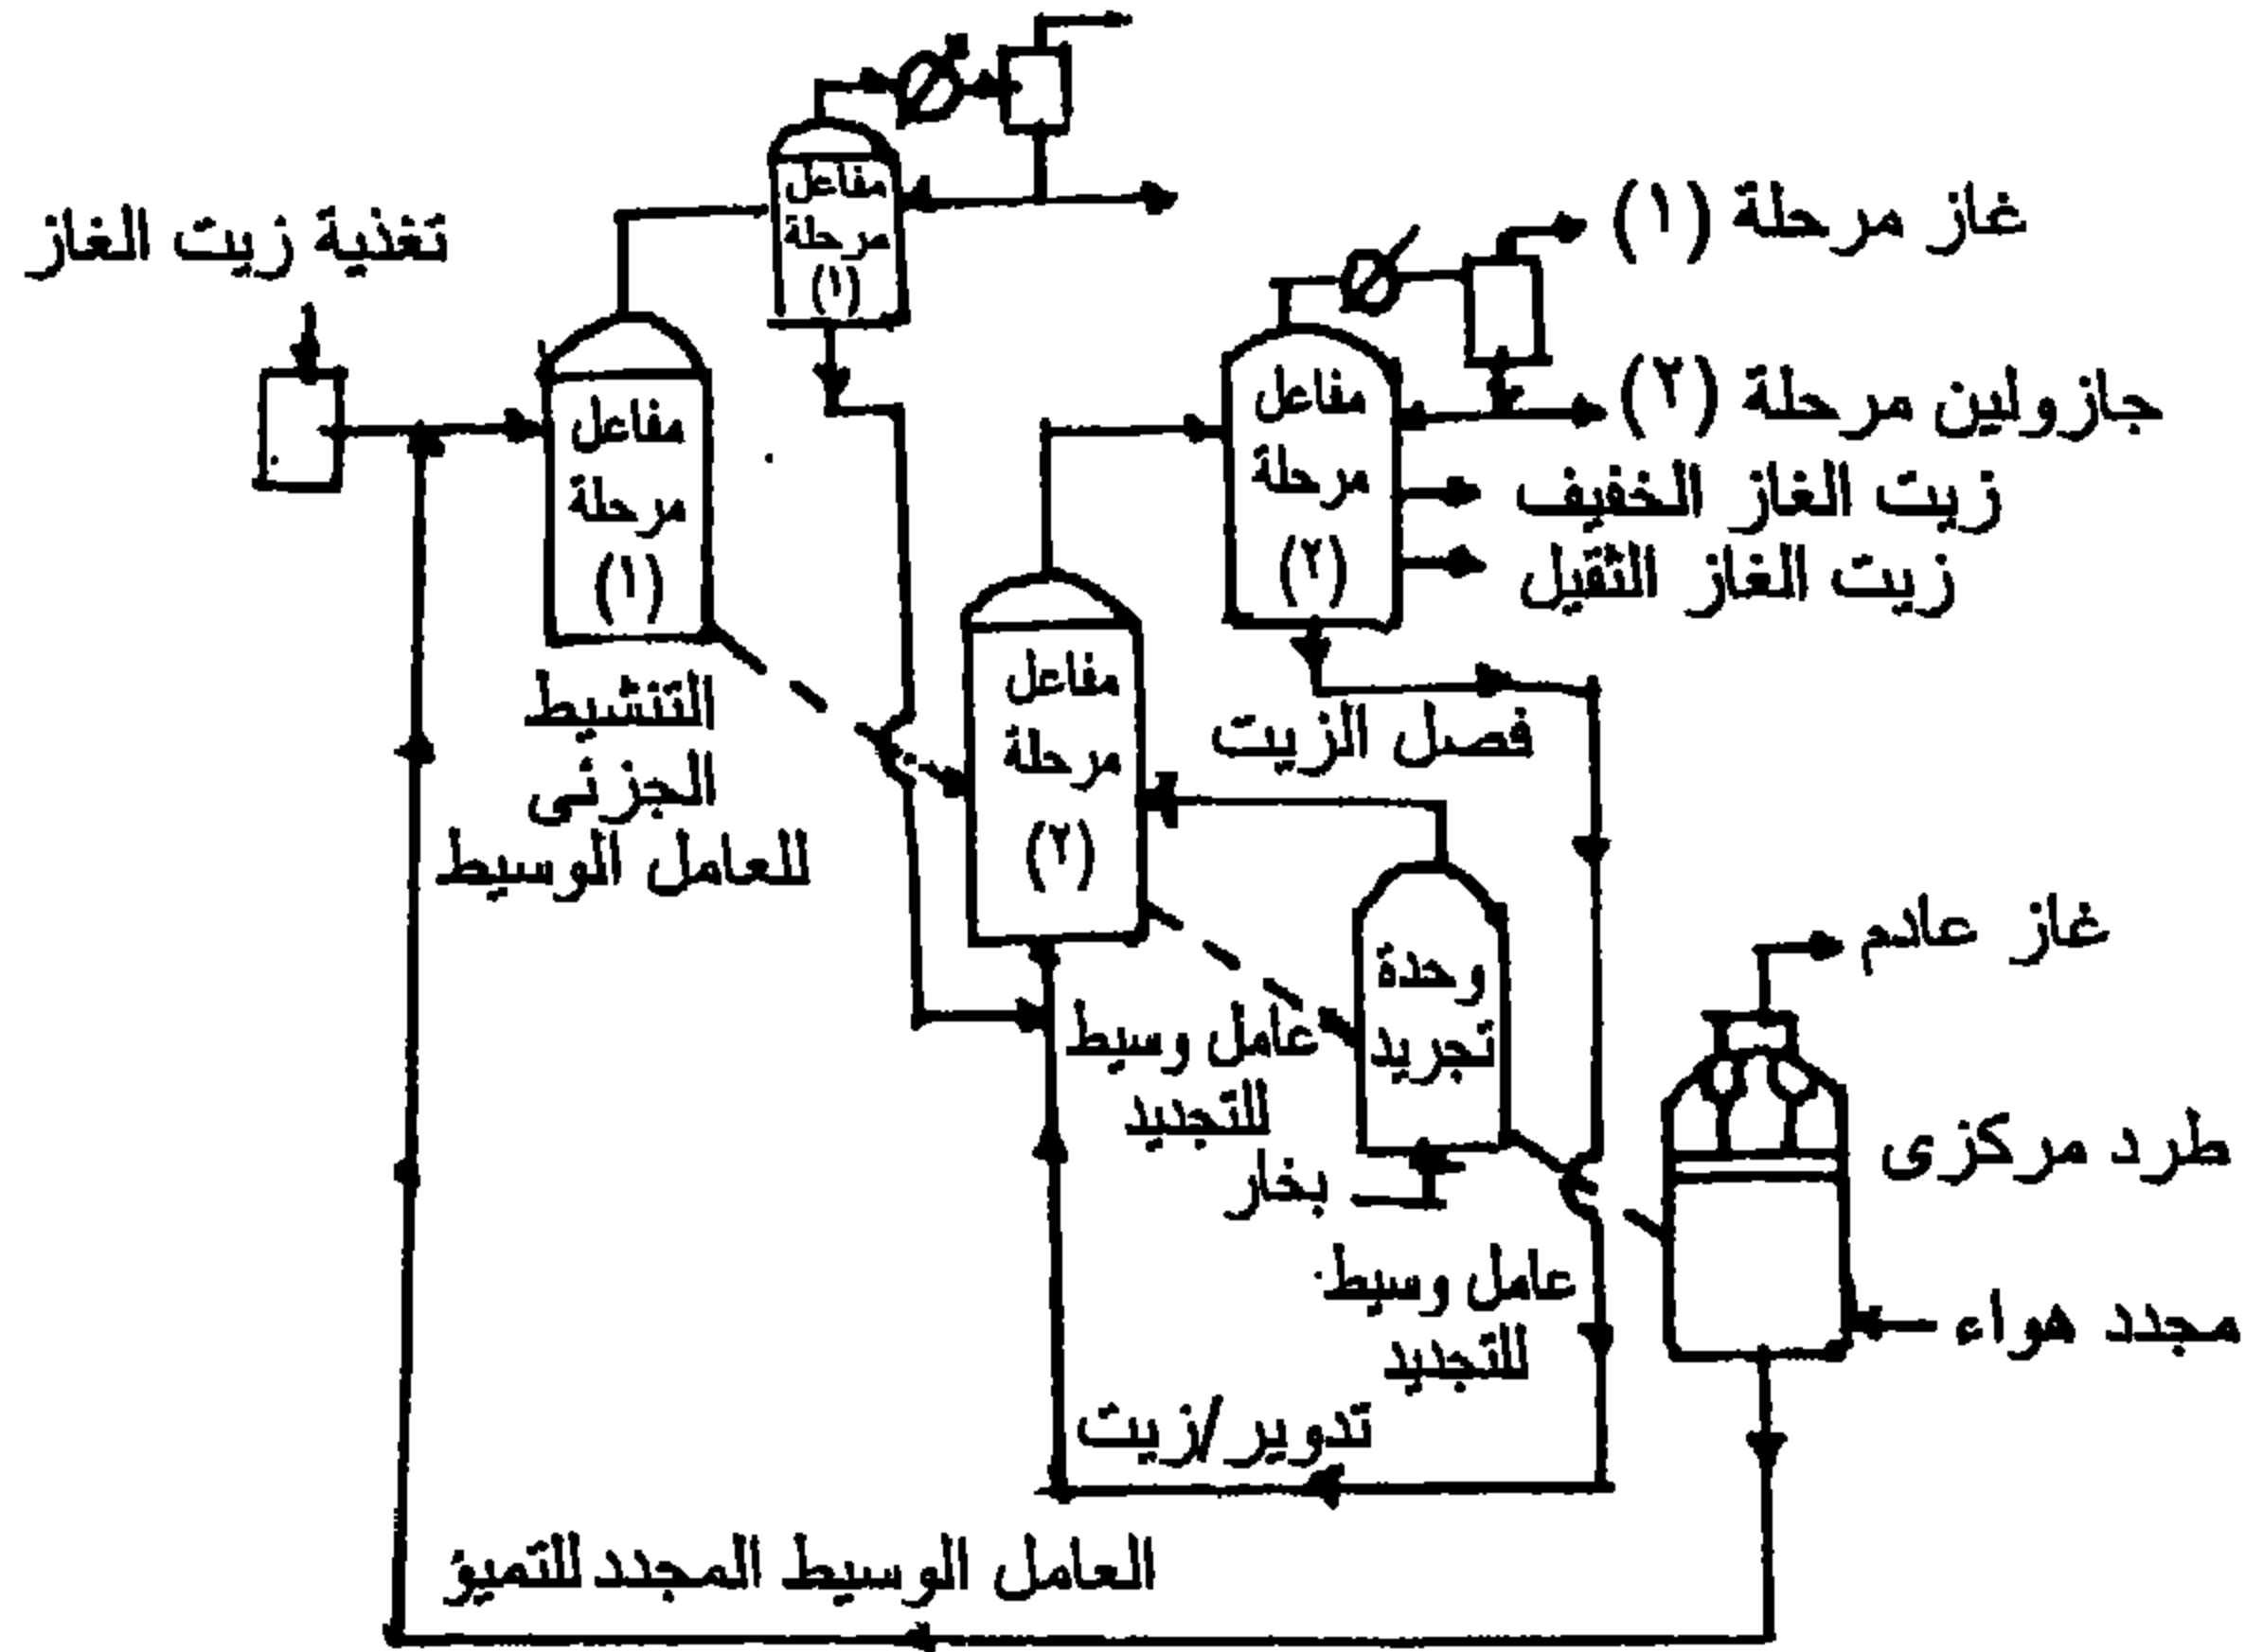 تغذية زيت الغاز
مفاعل
مرحلة
(١)
مفاعل
مرحلة
(١)
التنشيط
الجزئى
للعامل الوسيط
غاز مرحلة (١)
جازولين مرحلة (٢)
زيت الغاز الخفيف
زيت الغاز الثقيل
مفاعل
مرحلة
(٢)
فصل الزيت
مفاعل
مرحلة
(٢)
عامل وسيط
للتجديد
وحدة
تجريد
بخار
عامل وسيط
للتجديد
غاز عادم
طرد مركزى
مجدد هواء
تدوير/زيت
العامل الوسيط المجدد للتميؤ